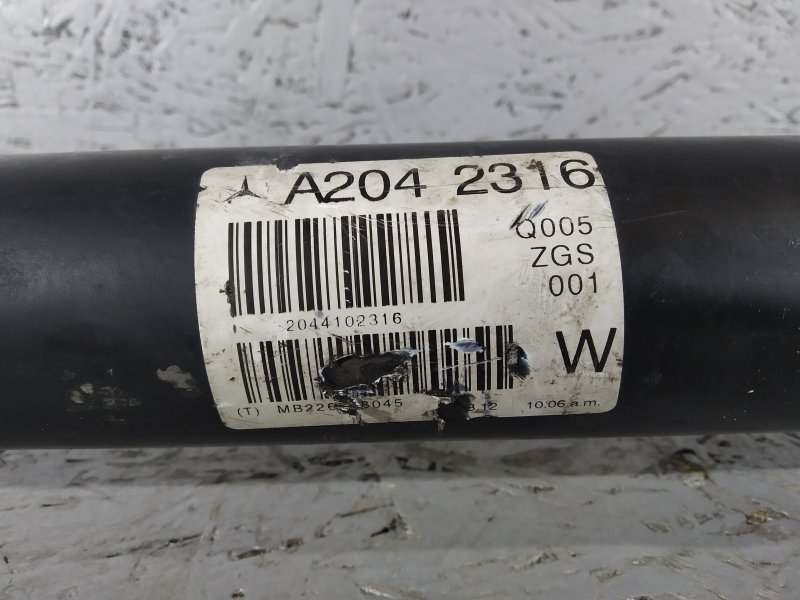 A204 2316
Q005
ZGS
001
2044102316
W
(T) 10.06 a.m.